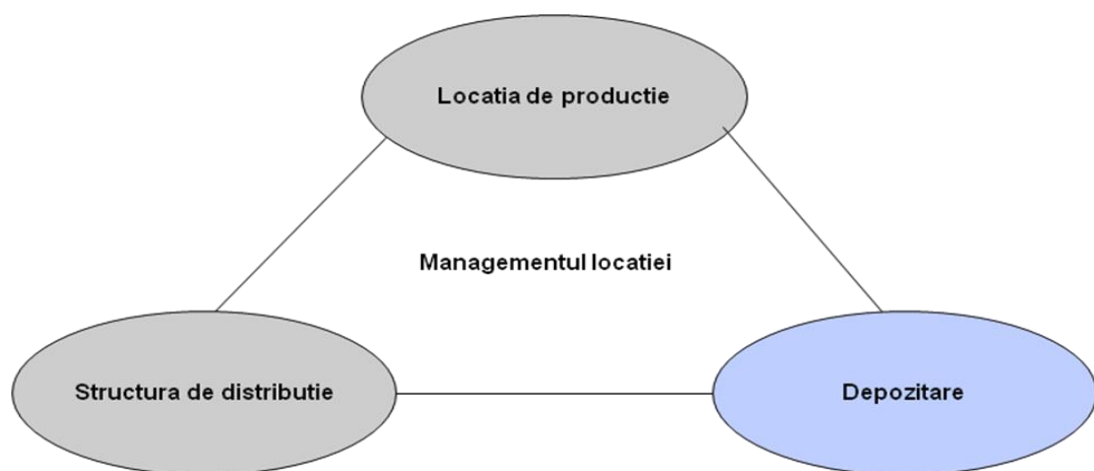 Locatia de productie
Managementul locatiei
Structura de distributie
Depozitare